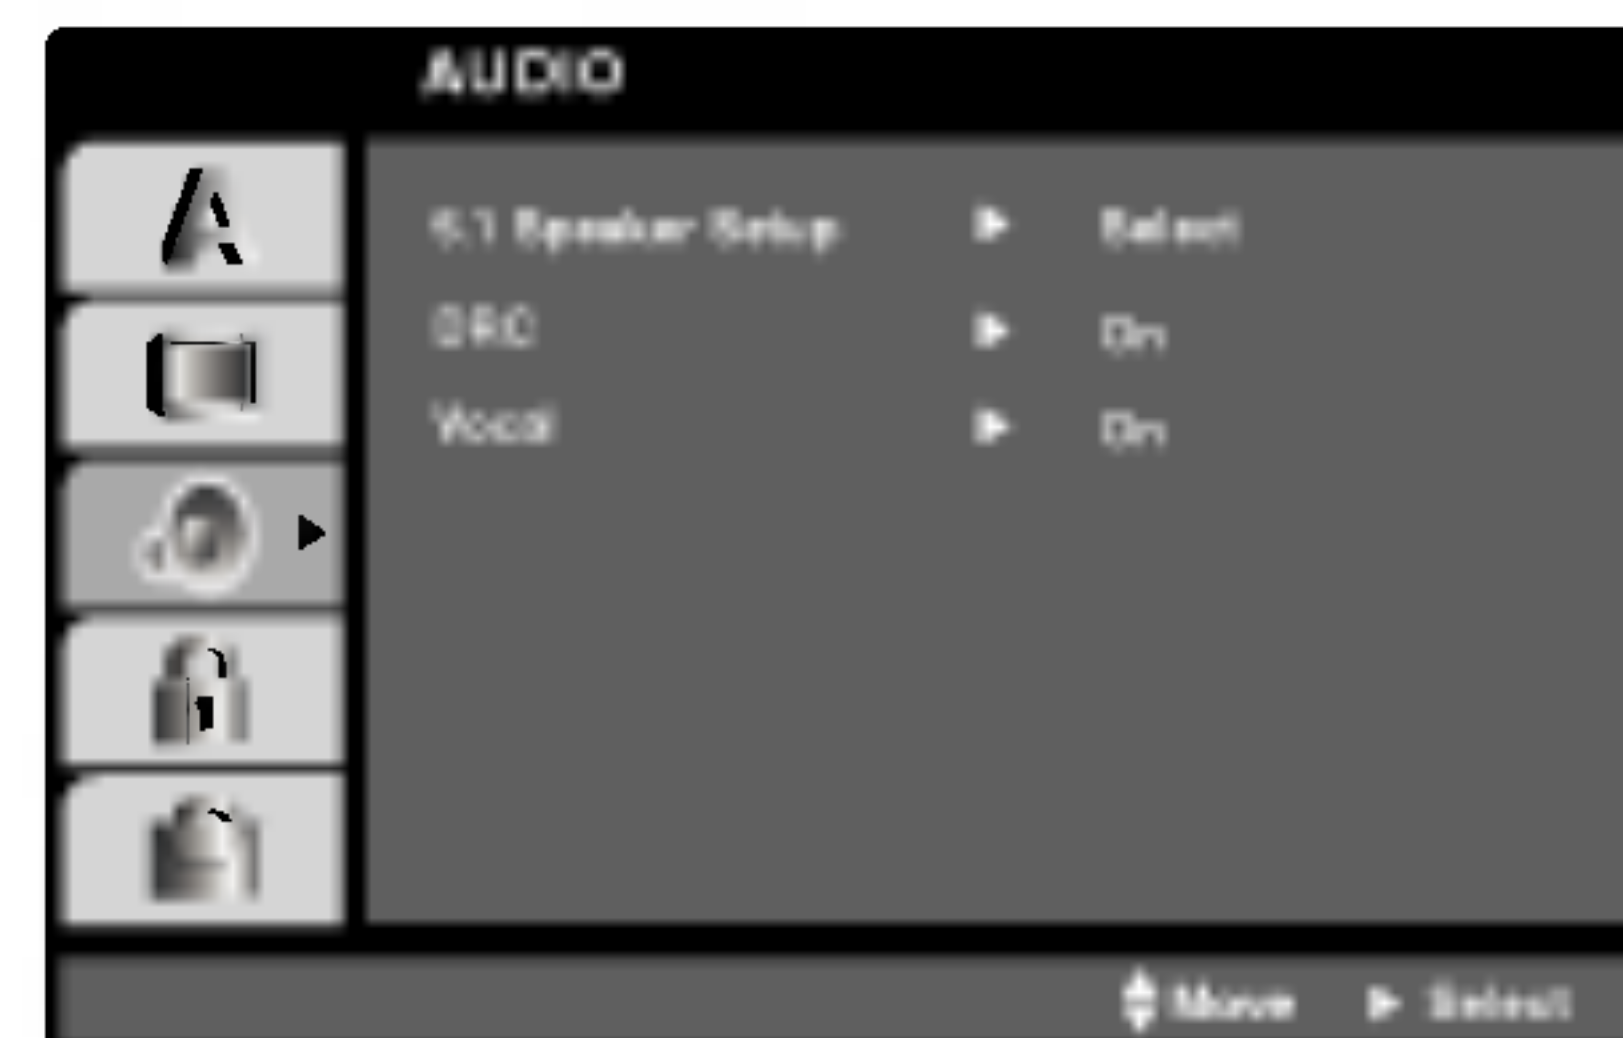 AUDIO
5.1 Speaker Setup ► Select
DRC ► On
Vocal ► On
Move ► Select